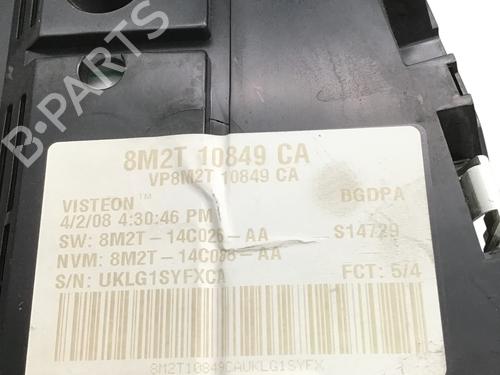 B-PARTS
8M2T 10849 CA
VP8M2T 10849 CA
VISTEON™ BGDPA
4/2/08 4:30:46 PM
SW: 8M2T-14C026-AA S14729
NVM: 8M2T-14C088-AA
S/N: UKLG1SYFXCA FCT: 5/4
8M2T10849CAUKLG1SYFX